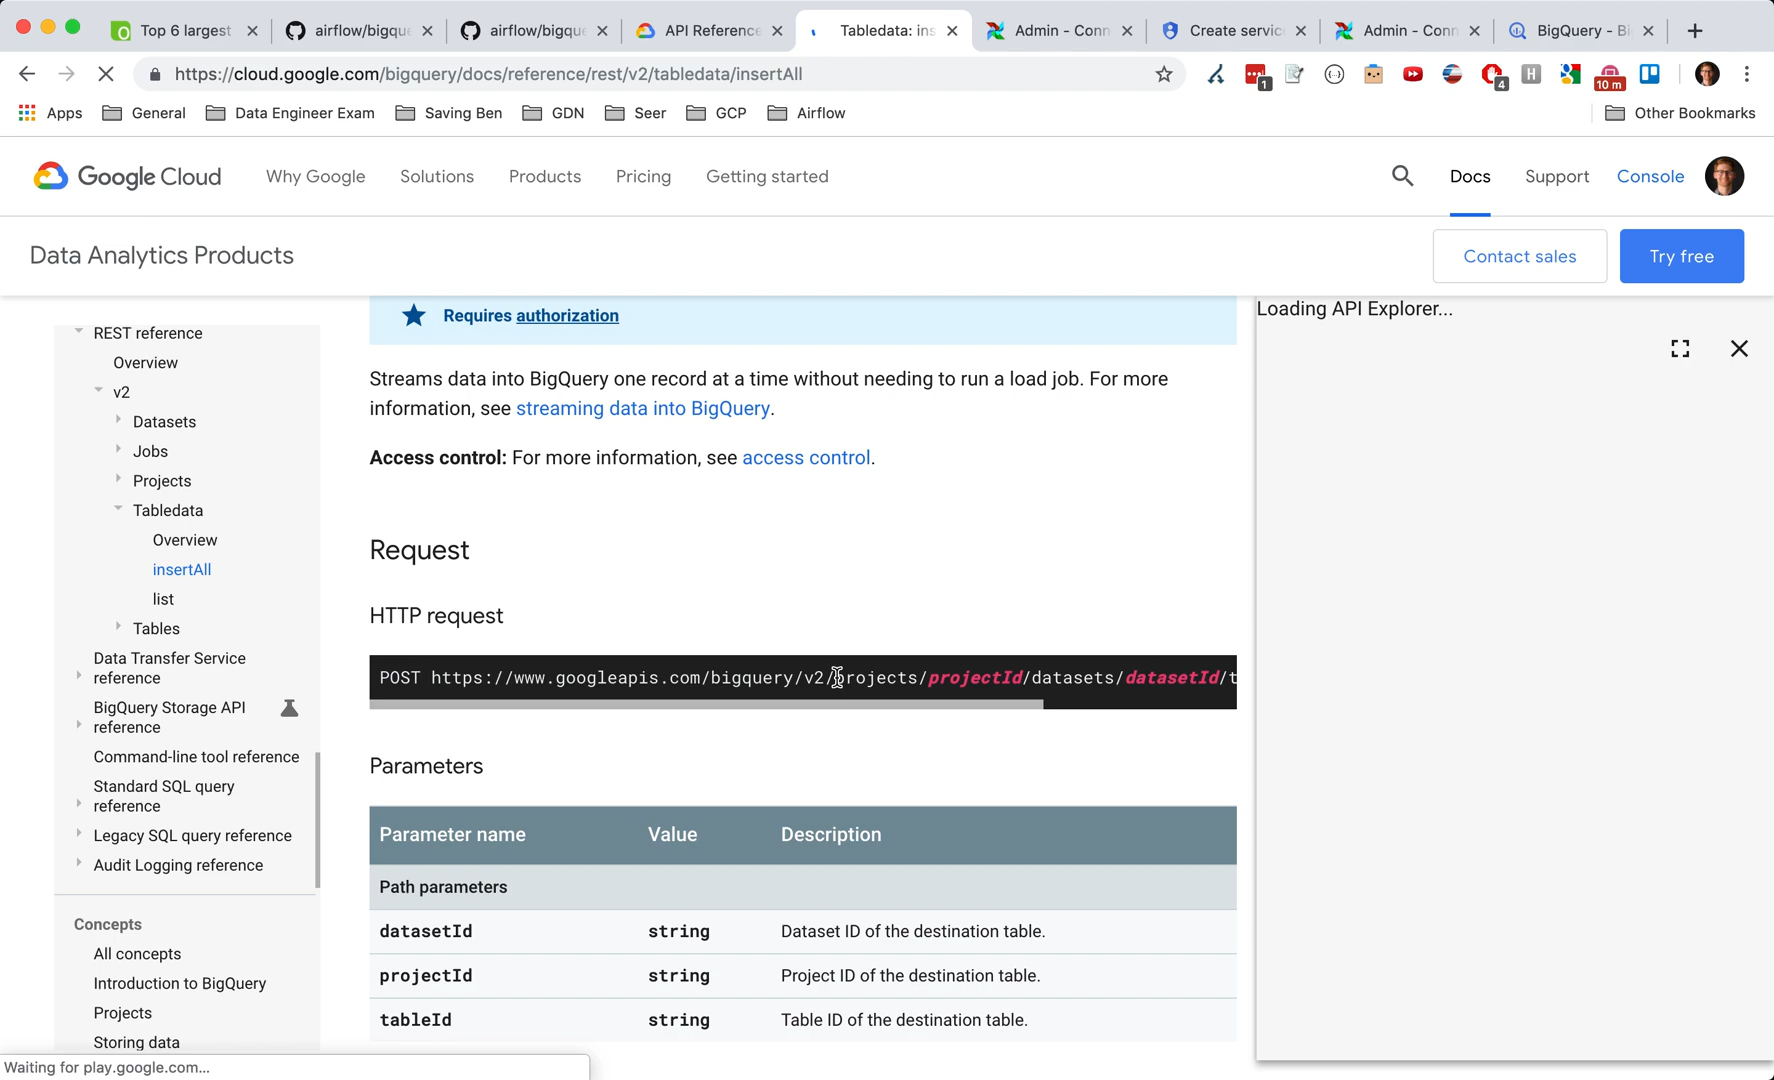 Top 6 largest
airflow/bigque
airflow/bigque
API Reference
Tabledata: ins
Admin - Conn
Create servic
Admin - Conn
BigQuery - Bi
https://cloud.google.com/bigquery/docs/reference/rest/v2/tabledata/insertAll
1
4
H
10 m
Apps
General
Data Engineer Exam
Saving Ben
GDN
Seer
GCP
Airflow
Other Bookmarks
Google Cloud
Why Google
Solutions
Products
Pricing
Getting started
Docs
Support
Console
Data Analytics Products
Contact sales
Try free
REST reference
Overview
v2
Datasets
Jobs
Projects
Tabledata
Overview
insertAll
list
Tables
Data Transfer Service
reference
BigQuery Storage API
reference
Command-line tool reference
Standard SQL query
reference
Legacy SQL query reference
Audit Logging reference
Concepts
All concepts
Introduction to BigQuery
Projects
Storing data
Requires authorization
Streams data into BigQuery one record at a time without needing to run a load job. For more
information, see streaming data into BigQuery.
Access control: For more information, see access control.
Request
HTTP request
POST https://www.googleapis.com/bigquery/v2/projects/projectId/datasets/datasetId/t
Parameters
Parameter name Value Description
Path parameters
datasetId string Dataset ID of the destination table.
projectId string Project ID of the destination table.
tableId string Table ID of the destination table.
Loading API Explorer...
Waiting for play.google.com...